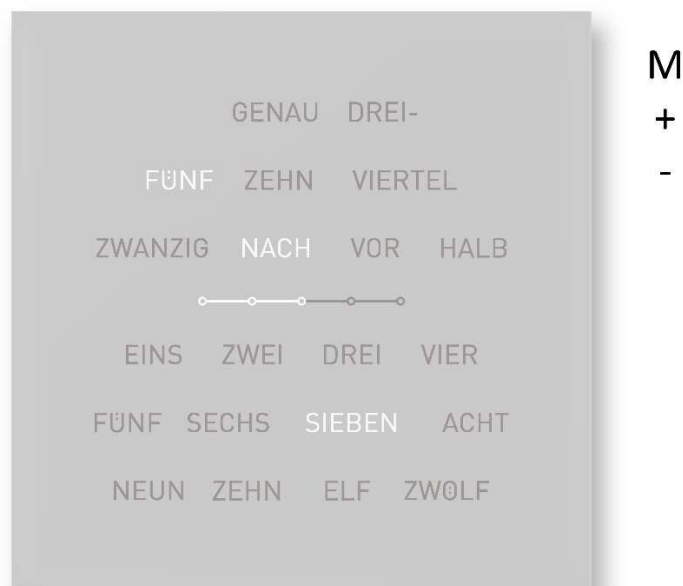 GENAU DREI-
FÜNF ZEHN VIERTEL
ZWANZIG NACH VOR HALB
EINS ZWEI DREI VIER
FÜNF SECHS SIEBEN ACHT
NEUN ZEHN ELF ZWÖLF
M
+
-